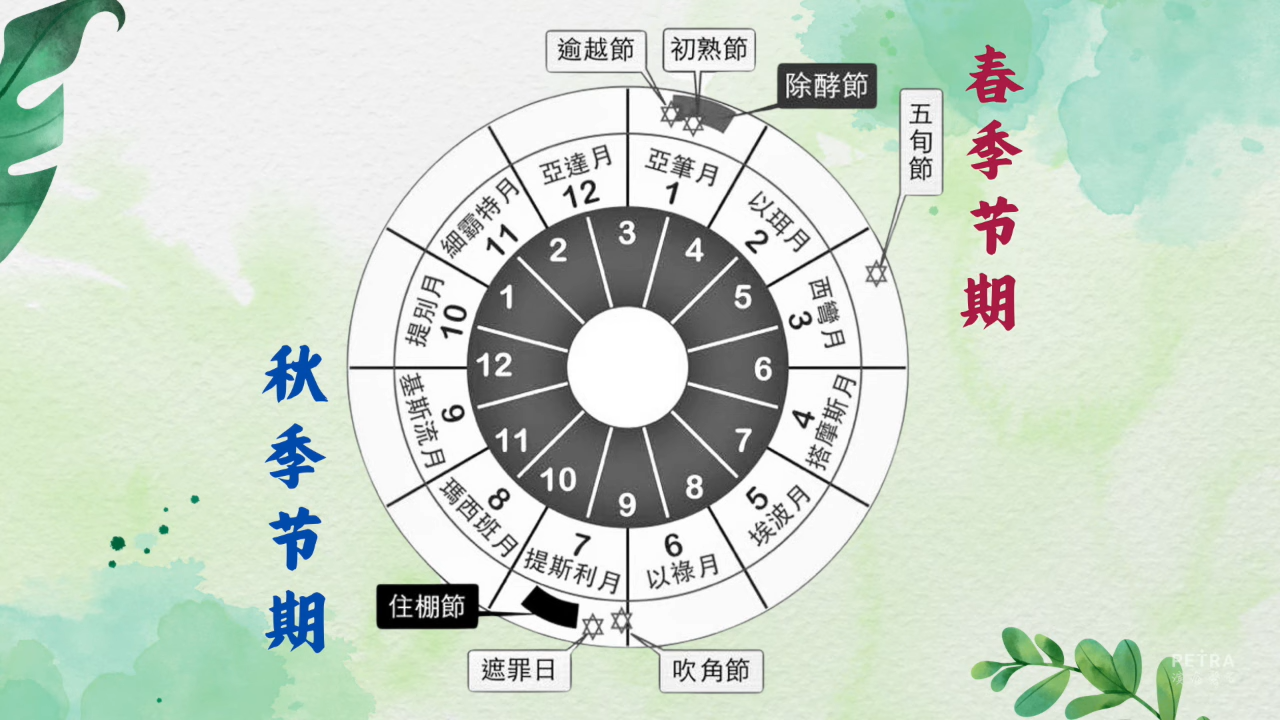 逾越節
初熟節
除酵節
五旬節
春季节期
亞筆月
1
以珥月
2
西彎月
3
搭摩斯月
4
埃波月
5
以祿月
6
提斯利月
7
瑪西班月
8
基斯流月
9
提別月
10
細霸特月
11
亞達月
12
3
4
5
6
7
8
9
10
11
12
1
2
秋季节期
住棚節
遮罪日
吹角節
PETRA